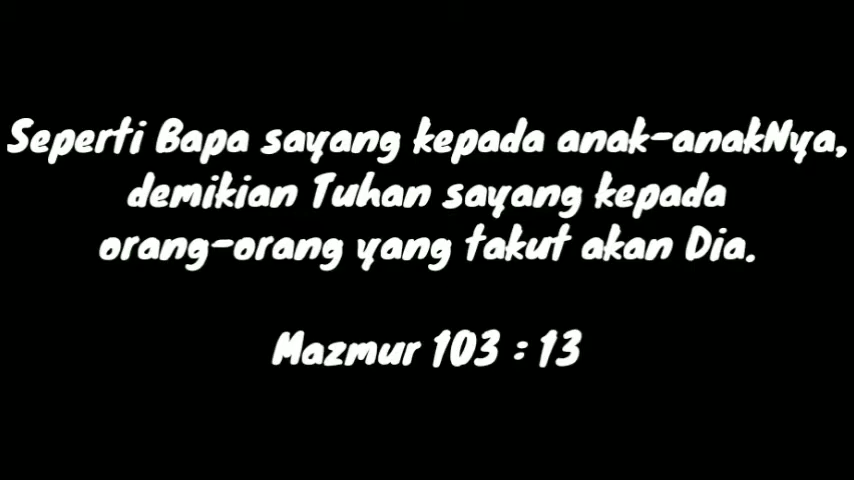 Seperti Bapa sayang kepada anak-anakNya,
demikian Tuhan sayang kepada
orang-orang yang takut akan Dia.
Mazmur 103 : 13